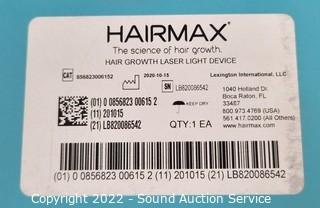 HAIRMAX®
The science of hair growth.
HAIR GROWTH LASER LIGHT DEVICE
CAT 856823006152
2020-10-15
SN LB820086542
Lexington International, LLC
1040 Holland Dr.
Boca Raton, FL
33487
800.973.4769 (USA)
561.417.0200 (All Others)
www.hairmax.com
(01) 0 0856823 00615 2
(11) 201015
(21) LB820086542
KEEP DRY
QTY:1 EA
(01) 0 0856823 00615 2 (11) 201015 (21) LB820086542
Copyright 2022 - Sound Auction Service